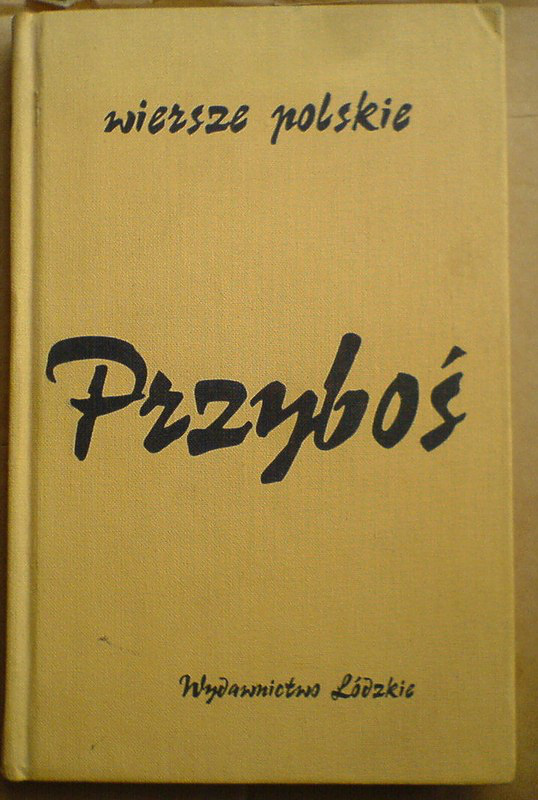 wiersze polskie
Przyboś
Wydawnictwo Łódzkie